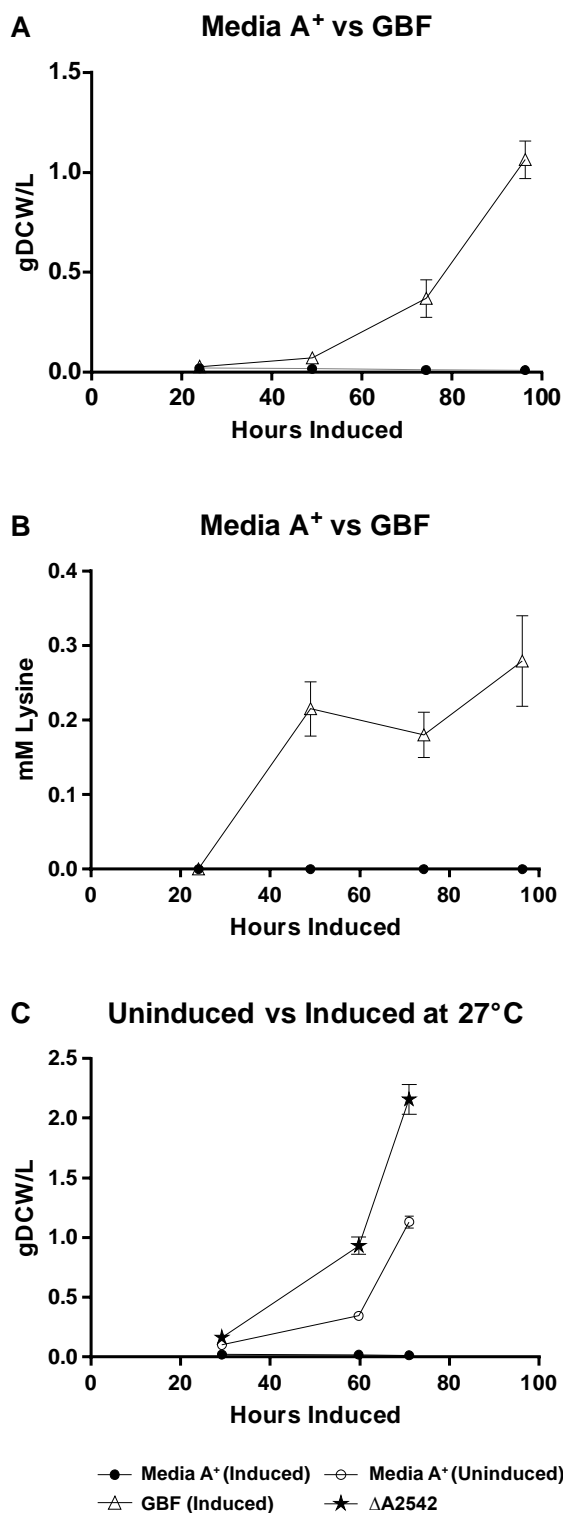 A Media A⁺ vs GBF
1.5
1.0
0.5
0.0
gDCW/L
0 20 40 60 80 100
Hours Induced
B Media A⁺ vs GBF
0.4
0.3
0.2
0.1
0.0
mM Lysine
0 20 40 60 80 100
Hours Induced
C Uninduced vs Induced at 27°C
2.5
2.0
1.5
1.0
0.5
0.0
gDCW/L
0 20 40 60 80 100
Hours Induced
Media A⁺ (Induced) Media A⁺ (Uninduced)
GBF (Induced) ΔA2542